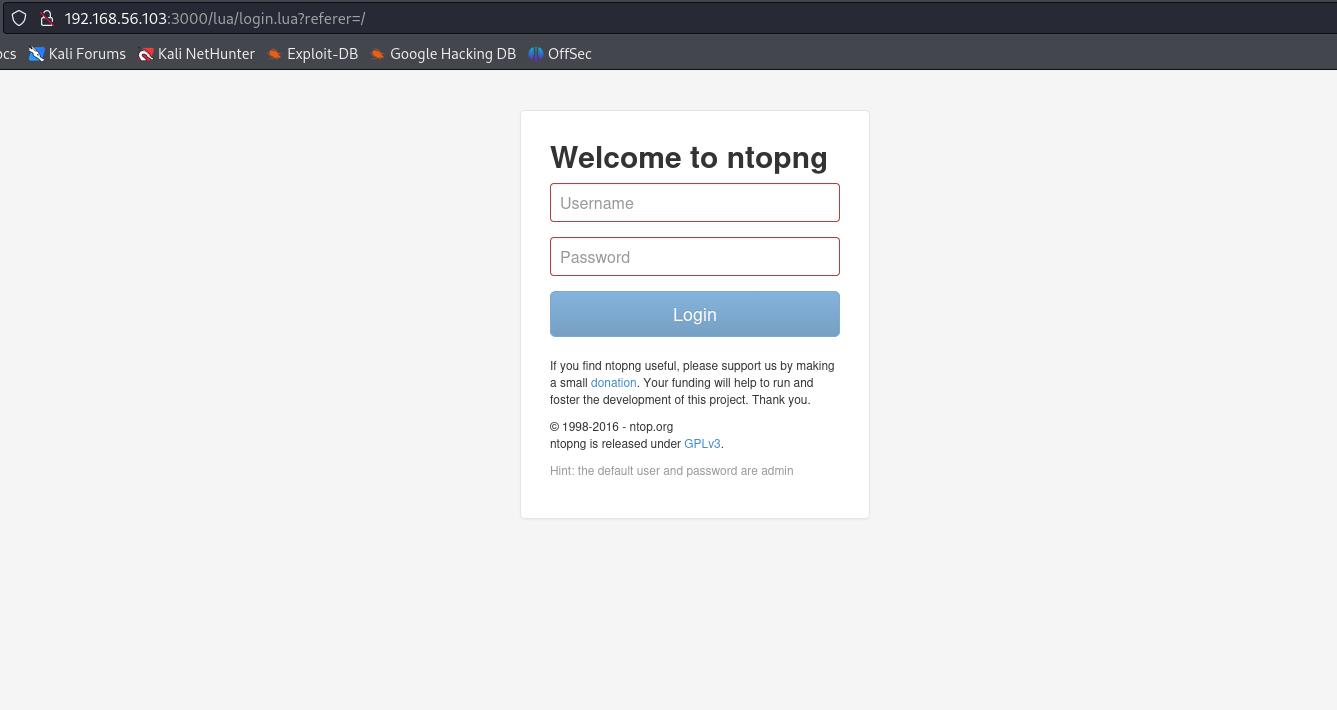 192.168.56.103:3000/lua/login.lua?referer=/
ocs Kali Forums Kali NetHunter Exploit-DB Google Hacking DB OffSec
Welcome to ntopng
Username
Password
Login
If you find ntopng useful, please support us by making
a small donation. Your funding will help to run and
foster the development of this project. Thank you.
© 1998-2016 - ntop.org
ntopng is released under GPLv3.
Hint: the default user and password are admin